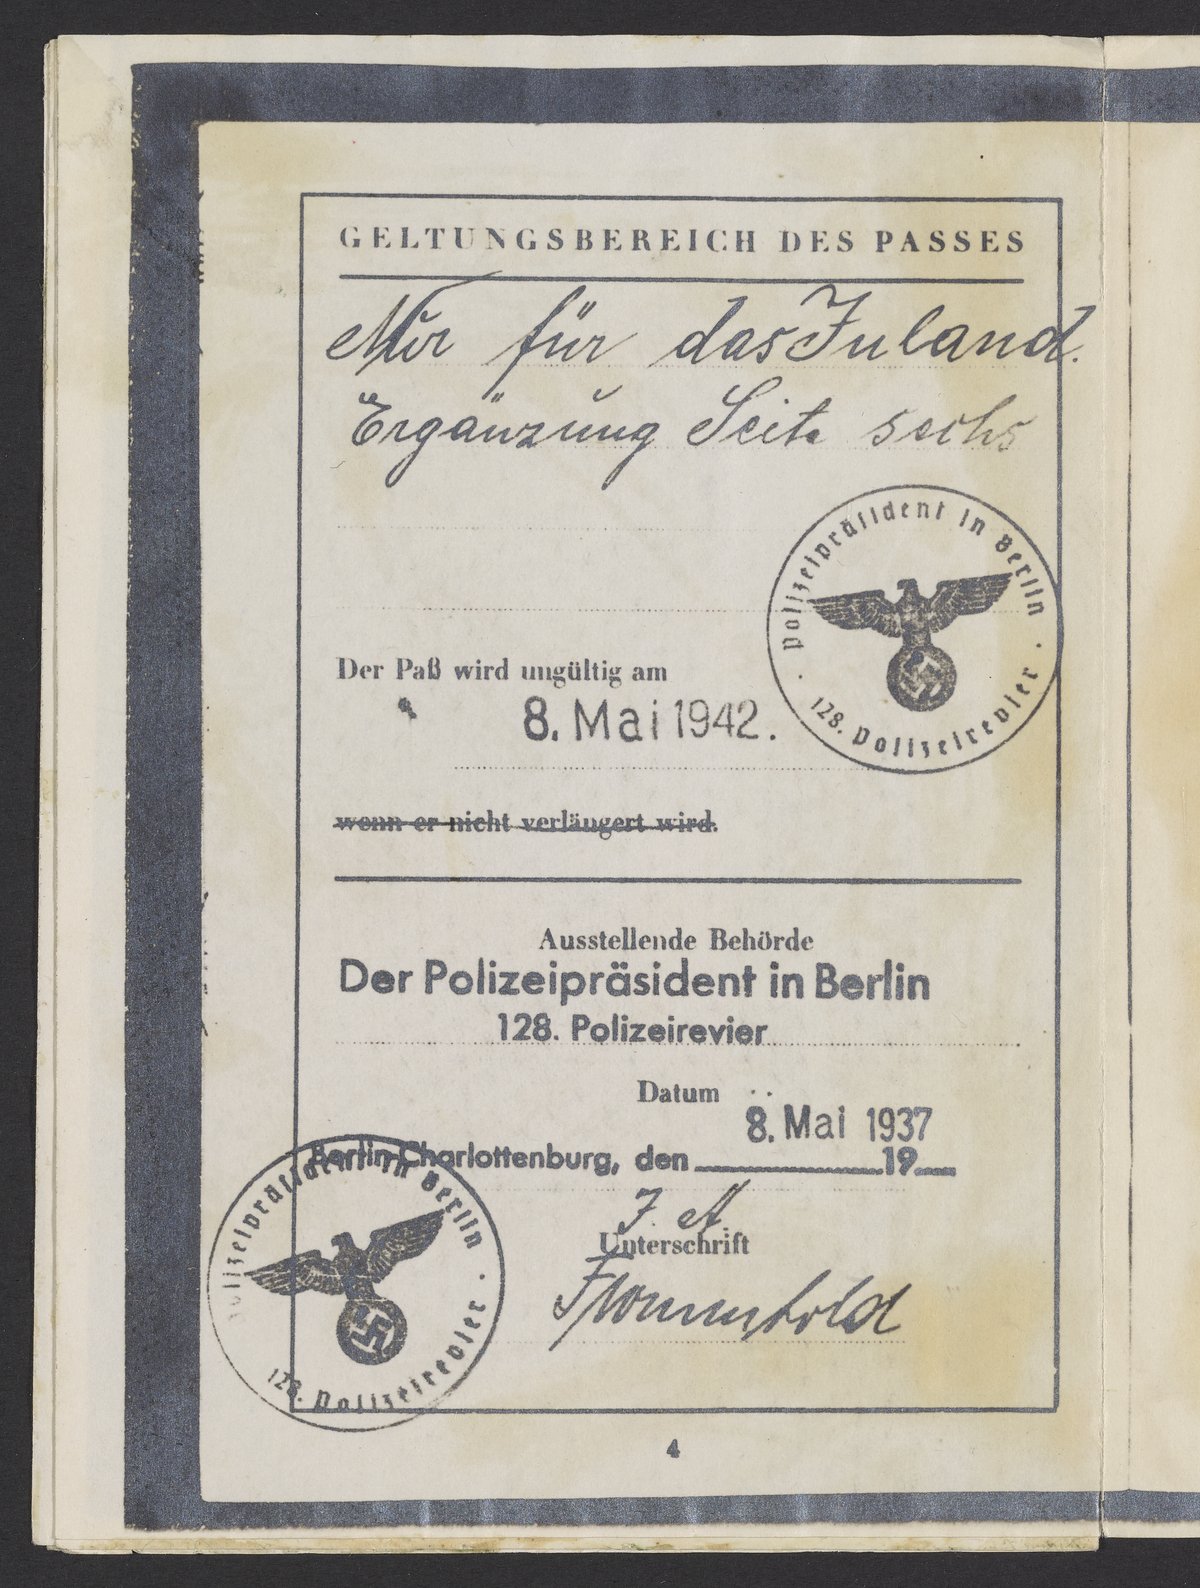 GELTUNGSBEREICH DES PASSES
Nur für das Inland.
Ergänzung Seite sechs
Polizeipräsident in Berlin
128. Polizeirevier
Der Paß wird ungültig am
8. Mai 1942.
wenn er nicht verlängert wird.
Ausstellende Behörde
Der Polizeipräsident in Berlin
128. Polizeirevier
Datum
8. Mai 1937
Berlin-Charlottenburg, den 19
I. A.
Unterschrift
Polizeipräsident in Berlin
128. Polizeirevier
4